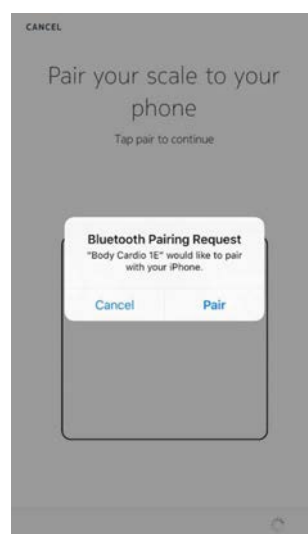 CANCEL
Pair your scale to your
phone
Tap pair to continue
Bluetooth Pairing Request
"Body Cardio 1E" would like to pair
with your iPhone.
Cancel Pair